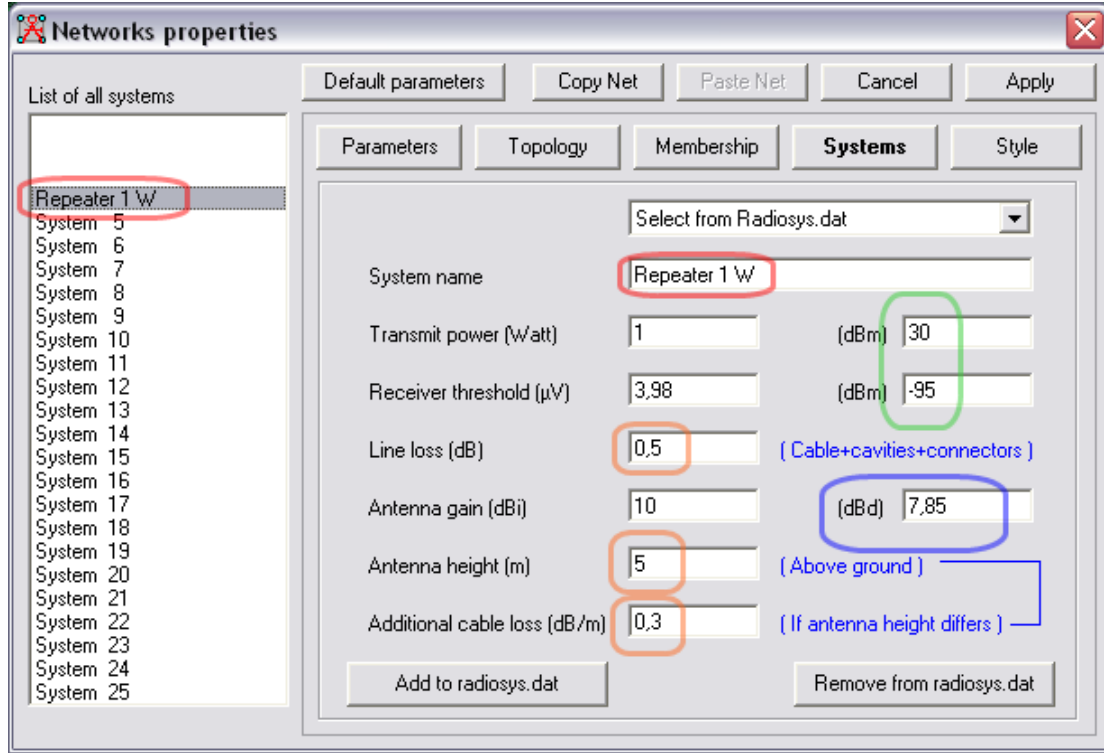 Networks properties
Default parameters Copy Net Paste Net Cancel Apply
List of all systems
Parameters Topology Membership Systems Style
Repeater 1 W
System 5
System 6
System 7
System 8
System 9
System 10
System 11
System 12
System 13
System 14
System 15
System 16
System 17
System 18
System 19
System 20
System 21
System 22
System 23
System 24
System 25
Select from Radiosys.dat
System name Repeater 1 W
Transmit power (Watt) 1 (dBm) 30
Receiver threshold (µV) 3,98 (dBm) -95
Line loss (dB) 0,5 ( Cable+cavities+connectors )
Antenna gain (dBi) 10 (dBd) 7,85
Antenna height (m) 5 ( Above ground )
Additional cable loss (dB/m) 0,3 ( If antenna height differs )
Add to radiosys.dat Remove from radiosys.dat